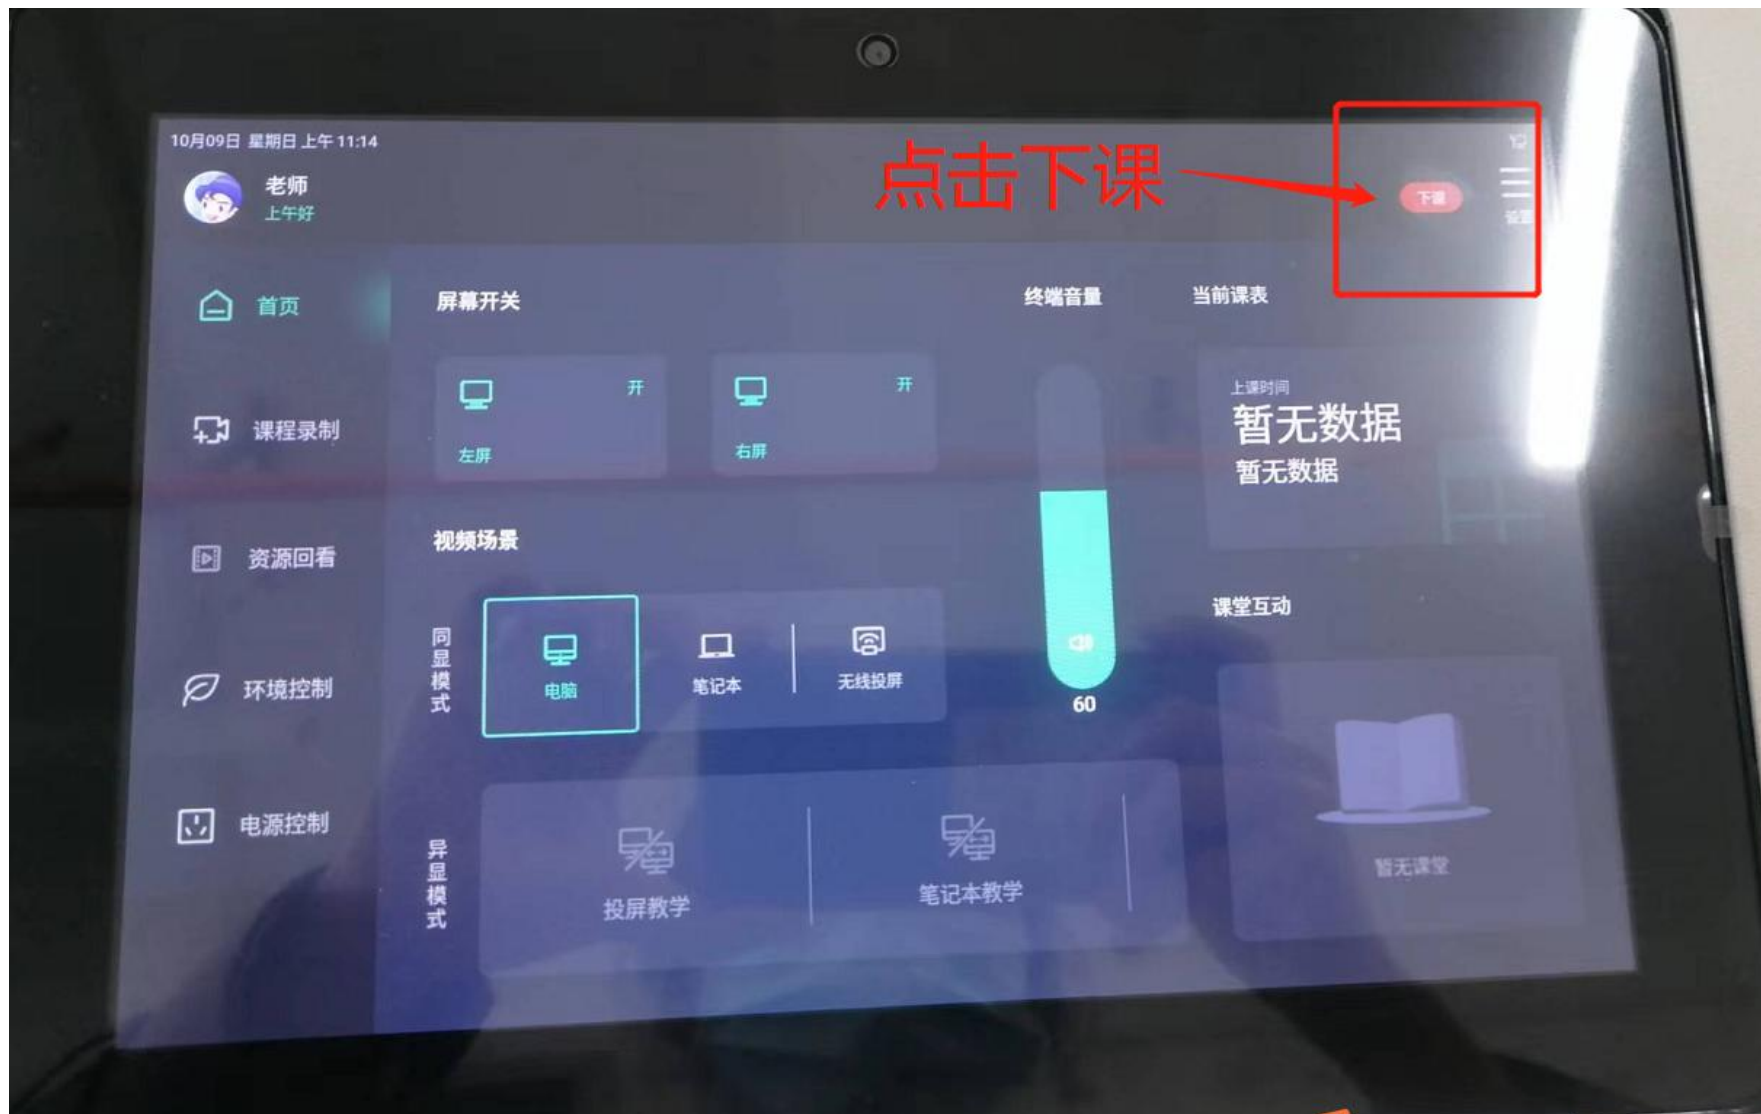 10月09日 星期日 上午 11:14
点击下课
老师
上午好
下课
设置
首页
屏幕开关
终端音量
当前课表
开
开
左屏
右屏
上课时间
暂无数据
暂无数据
课程录制
资源回看
视频场景
课堂互动
同显模式
电脑
笔记本
无线投屏
60
环境控制
电源控制
异显模式
投屏教学
笔记本教学
暂无课堂